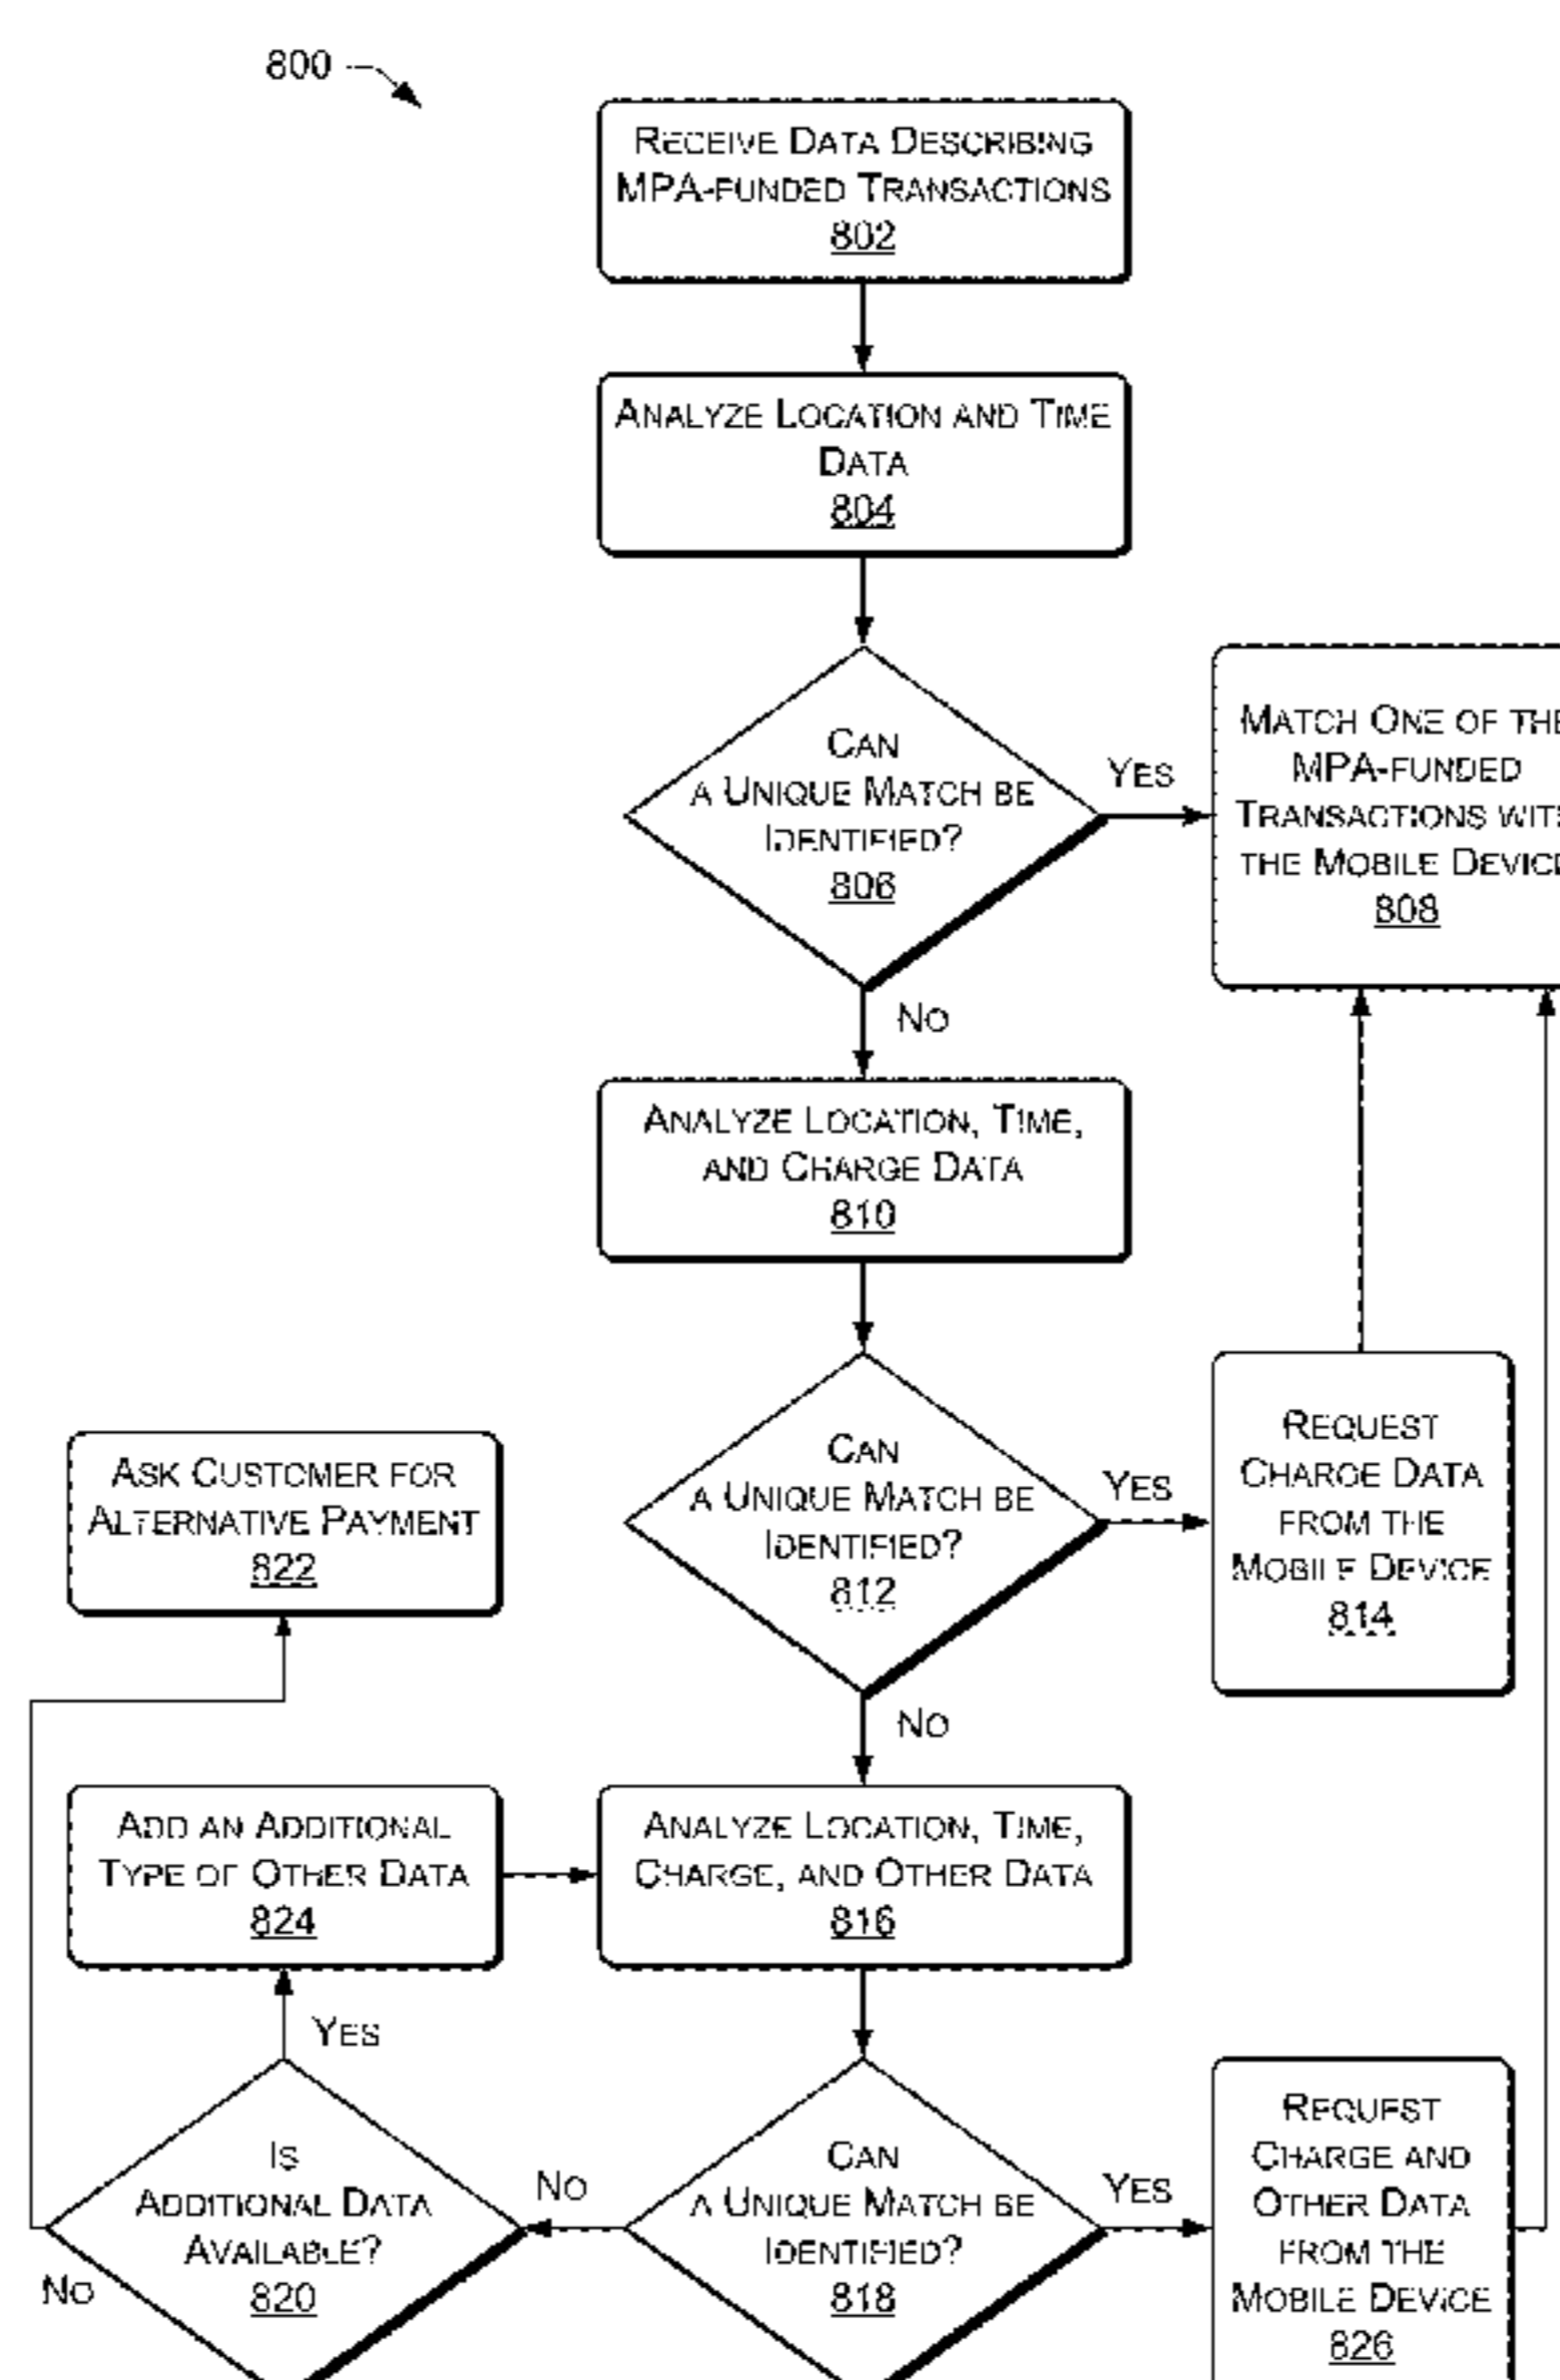 800
RECEIVE DATA DESCRIBING
MPA-FUNDED TRANSACTIONS
802
ANALYZE LOCATION AND TIME
DATA
804
CAN
A UNIQUE MATCH BE
IDENTIFIED?
806
YES
NO
MATCH ONE OF THE
MPA-FUNDED
TRANSACTIONS WITH
THE MOBILE DEVICE
808
ANALYZE LOCATION, TIME,
AND CHARGE DATA
810
CAN
A UNIQUE MATCH BE
IDENTIFIED?
812
YES
NO
REQUEST
CHARGE DATA
FROM THE
MOBILE DEVICE
814
ASK CUSTOMER FOR
ALTERNATIVE PAYMENT
822
ADD AN ADDITIONAL
TYPE OF OTHER DATA
824
ANALYZE LOCATION, TIME,
CHARGE, AND OTHER DATA
816
YES
IS
ADDITIONAL DATA
AVAILABLE?
820
NO
NO
CAN
A UNIQUE MATCH BE
IDENTIFIED?
818
YES
REQUEST
CHARGE AND
OTHER DATA
FROM THE
MOBILE DEVICE
826